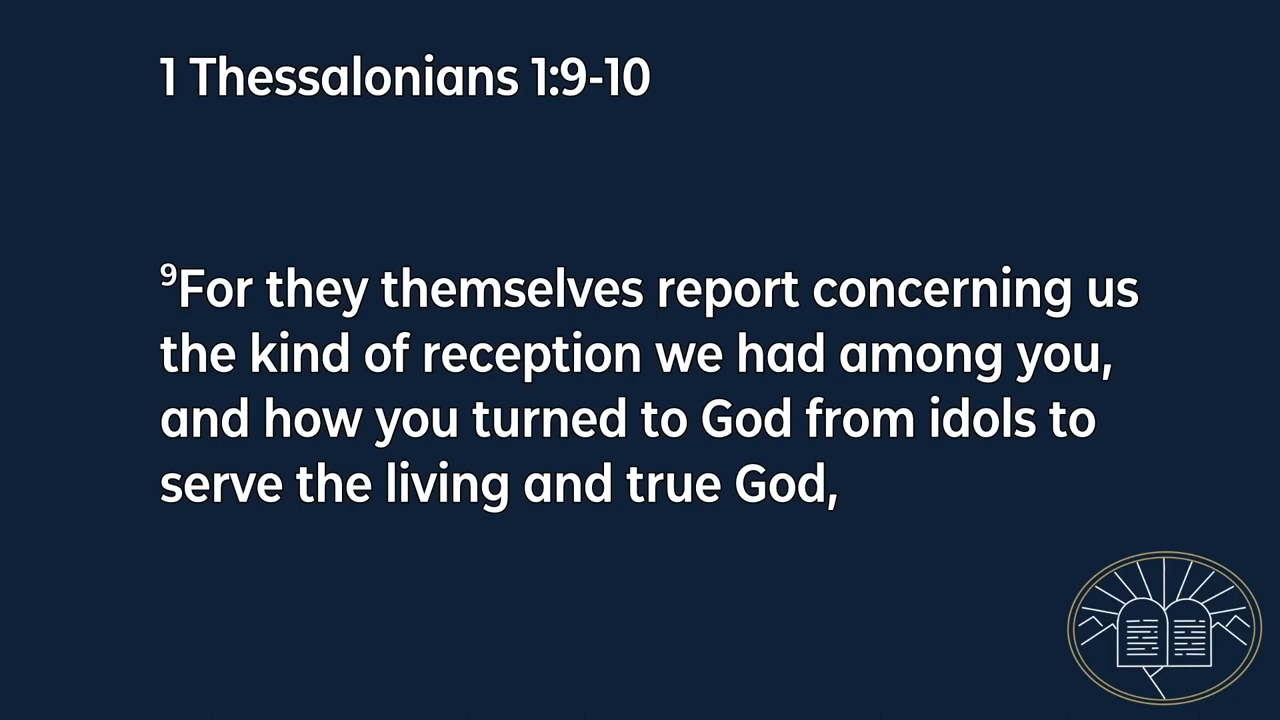 1 Thessalonians 1:9-10
⁹For they themselves report concerning us
the kind of reception we had among you,
and how you turned to God from idols to
serve the living and true God,